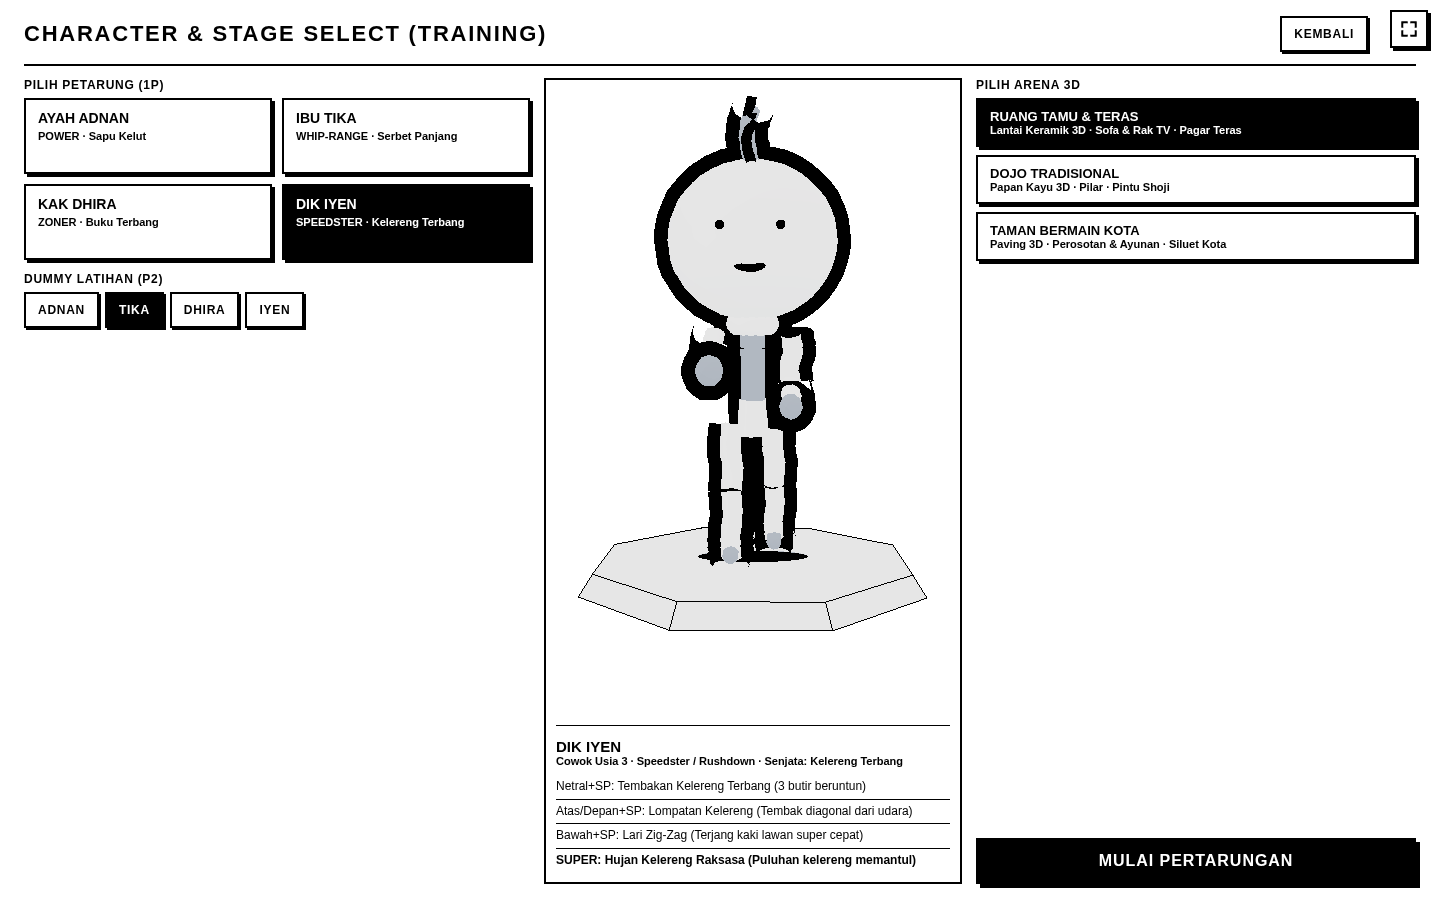 CHARACTER & STAGE SELECT (TRAINING)
KEMBALI
PILIH PETARUNG (1P)
AYAH ADNAN
POWER · Sapu Kelut
IBU TIKA
WHIP-RANGE · Serbet Panjang
KAK DHIRA
ZONER · Buku Terbang
DIK IYEN
SPEEDSTER · Kelereng Terbang
DUMMY LATIHAN (P2)
ADNAN
TIKA
DHIRA
IYEN
DIK IYEN
Cowok Usia 3 · Speedster / Rushdown · Senjata: Kelereng Terbang
Netral+SP: Tembakan Kelereng Terbang (3 butir beruntun)
Atas/Depan+SP: Lompatan Kelereng (Tembak diagonal dari udara)
Bawah+SP: Lari Zig-Zag (Terjang kaki lawan super cepat)
SUPER: Hujan Kelereng Raksasa (Puluhan kelereng memantul)
PILIH ARENA 3D
RUANG TAMU & TERAS
Lantai Keramik 3D · Sofa & Rak TV · Pagar Teras
DOJO TRADISIONAL
Papan Kayu 3D · Pilar · Pintu Shoji
TAMAN BERMAIN KOTA
Paving 3D · Perosotan & Ayunan · Siluet Kota
MULAI PERTARUNGAN